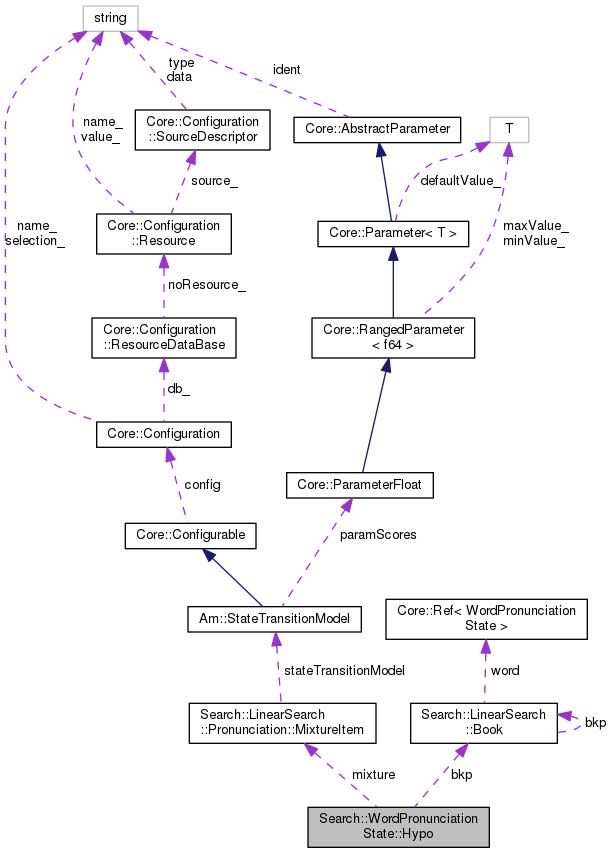 string
type
data
ident
name_
value_
Core::Configuration
::SourceDescriptor
Core::AbstractParameter
T
source_
defaultValue_
name_
selection_
Core::Configuration
::Resource
Core::Parameter< T >
maxValue_
minValue_
noResource_
Core::Configuration
::ResourceDataBase
Core::RangedParameter
< f64 >
db_
Core::Configuration
config
Core::ParameterFloat
Core::Configurable
paramScores
Am::StateTransitionModel
Core::Ref< WordPronunciation
State >
stateTransitionModel
word
Search::LinearSearch
::Pronunciation::MixtureItem
Search::LinearSearch
::Book
bkp
mixture
bkp
Search::WordPronunciation
State::Hypo